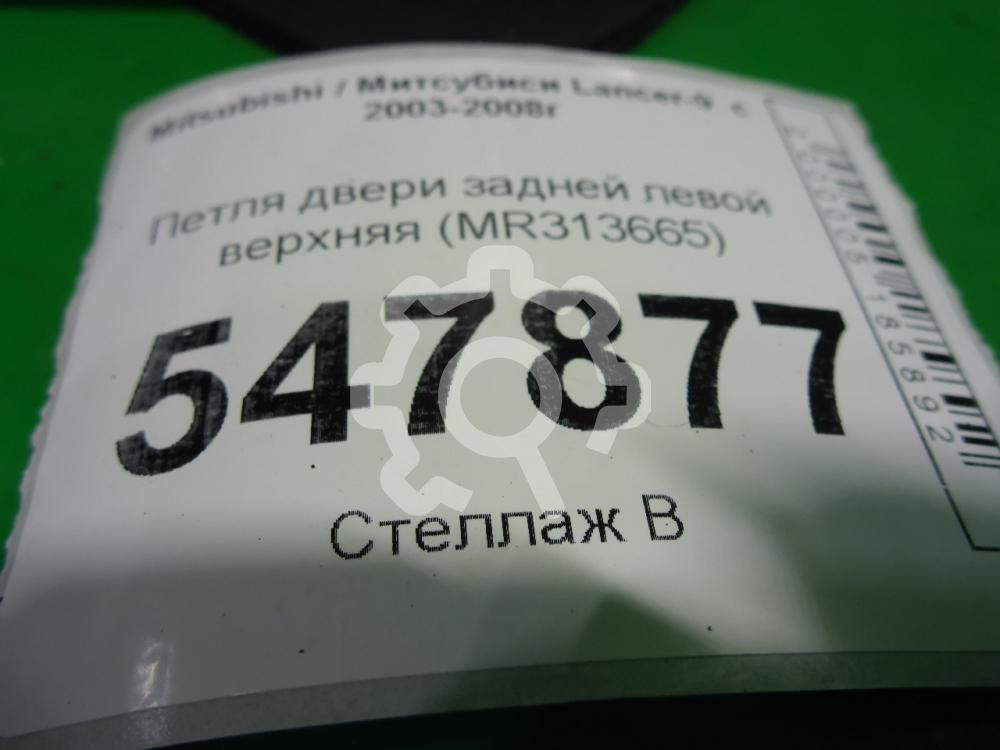 Mitsubishi / Митсубиси Lancer-9 с
2003-2008г
Петля двери задней левой
верхняя (MR313665)
547877
Стеллаж В